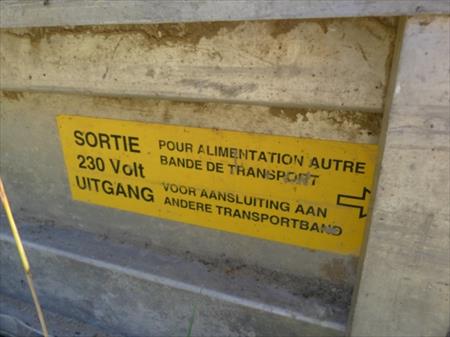 SORTIE
230 Volt
UITGANG
POUR ALIMENTATION AUTRE
BANDE DE TRANSPORT
VOOR AANSLUITING AAN
ANDERE TRANSPORTBAND